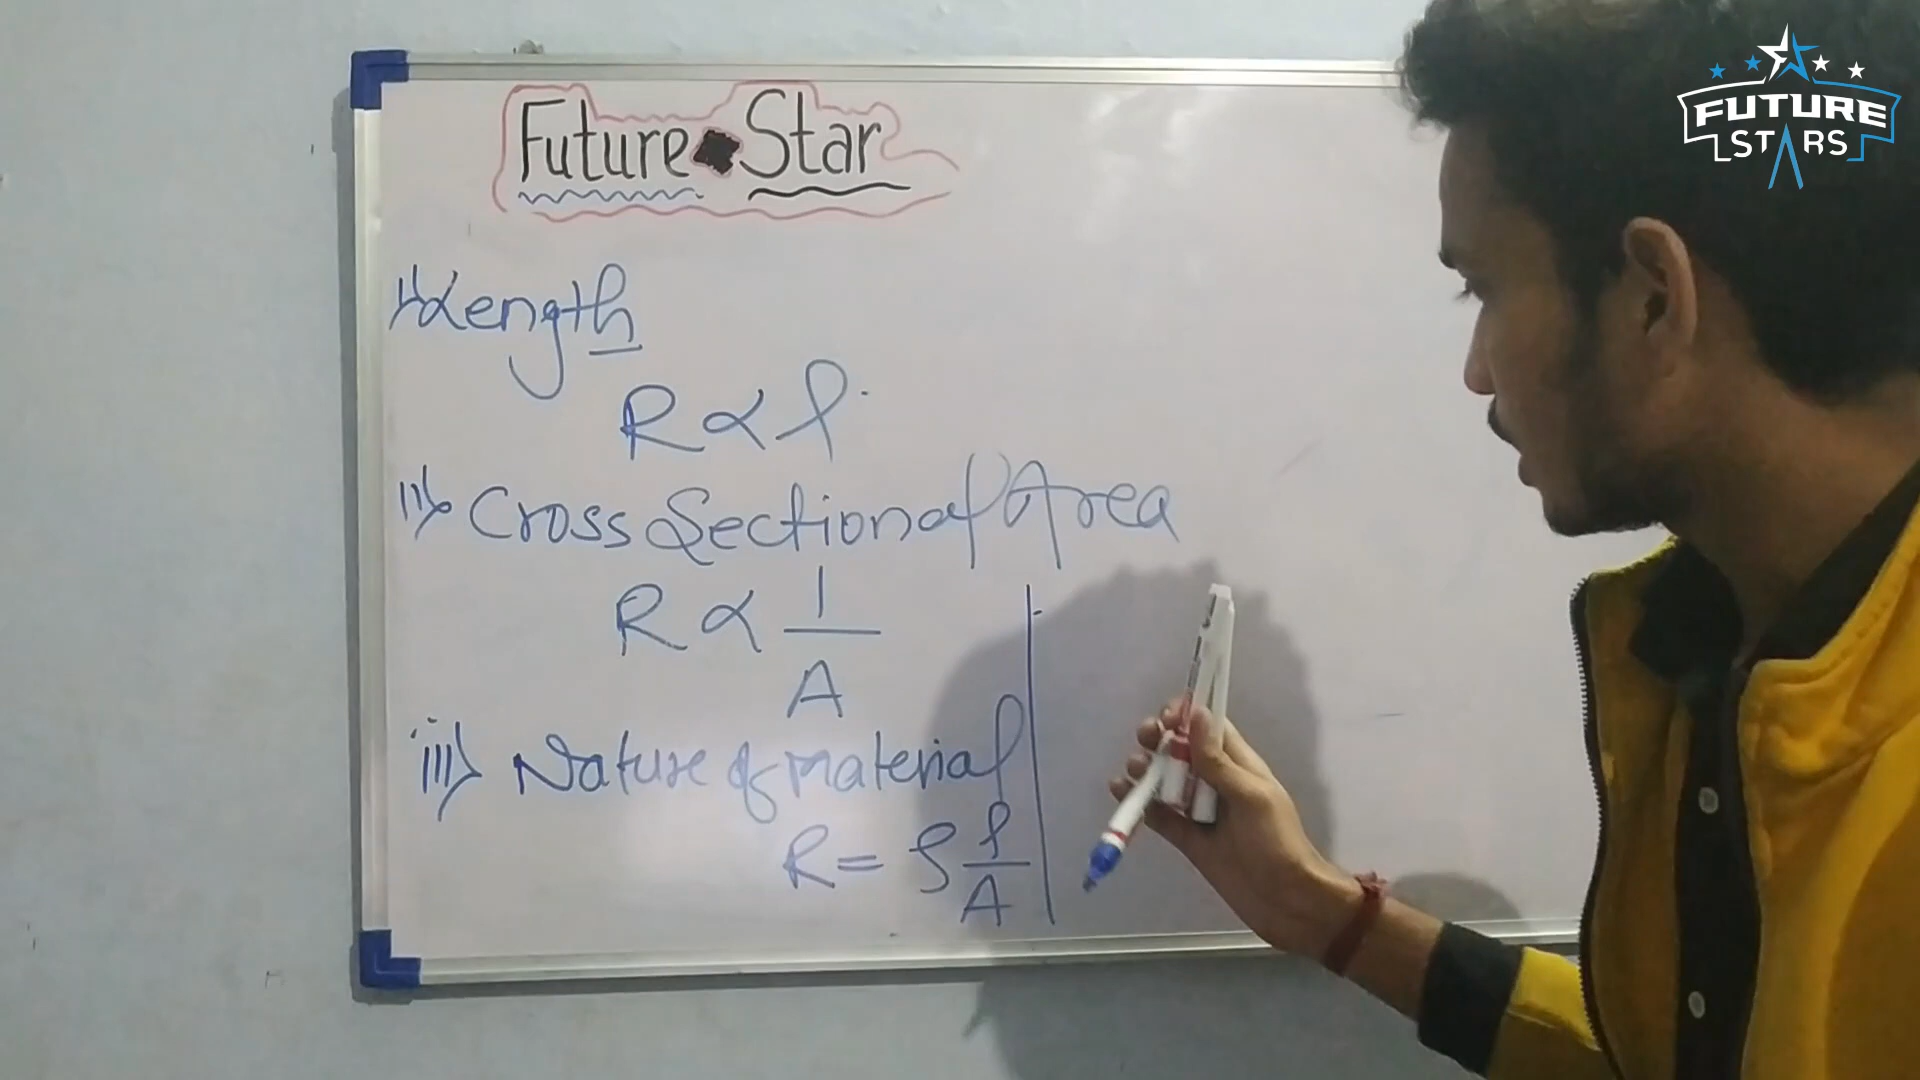 Future Star
FUTURE
STARS
i) Length
R ∝ l
ii) Cross Sectional Area
R ∝ 1/A
iii) Nature of material
R = ρ l/A